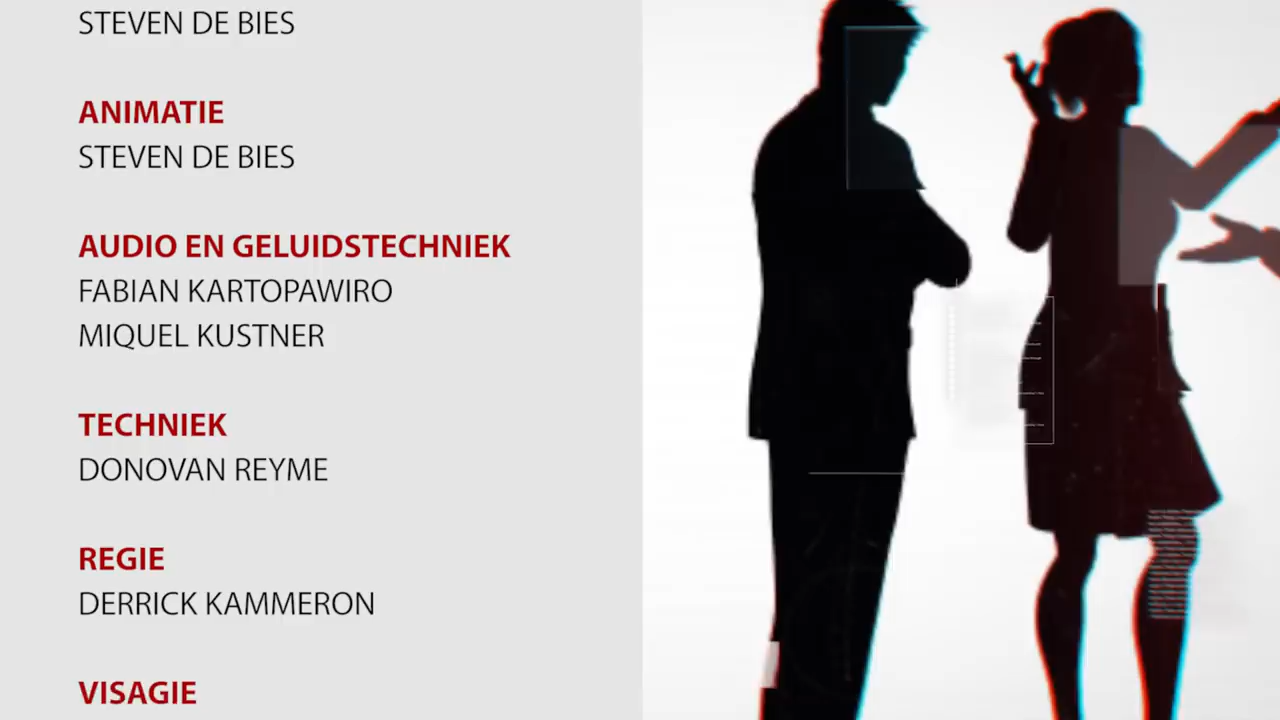 STEVEN DE BIES
ANIMATIE
STEVEN DE BIES
AUDIO EN GELUIDSTECHNIEK
FABIAN KARTOPAWIRO
MIQUEL KUSTNER
TECHNIEK
DONOVAN REYME
REGIE
DERRICK KAMMERON
VISAGIE